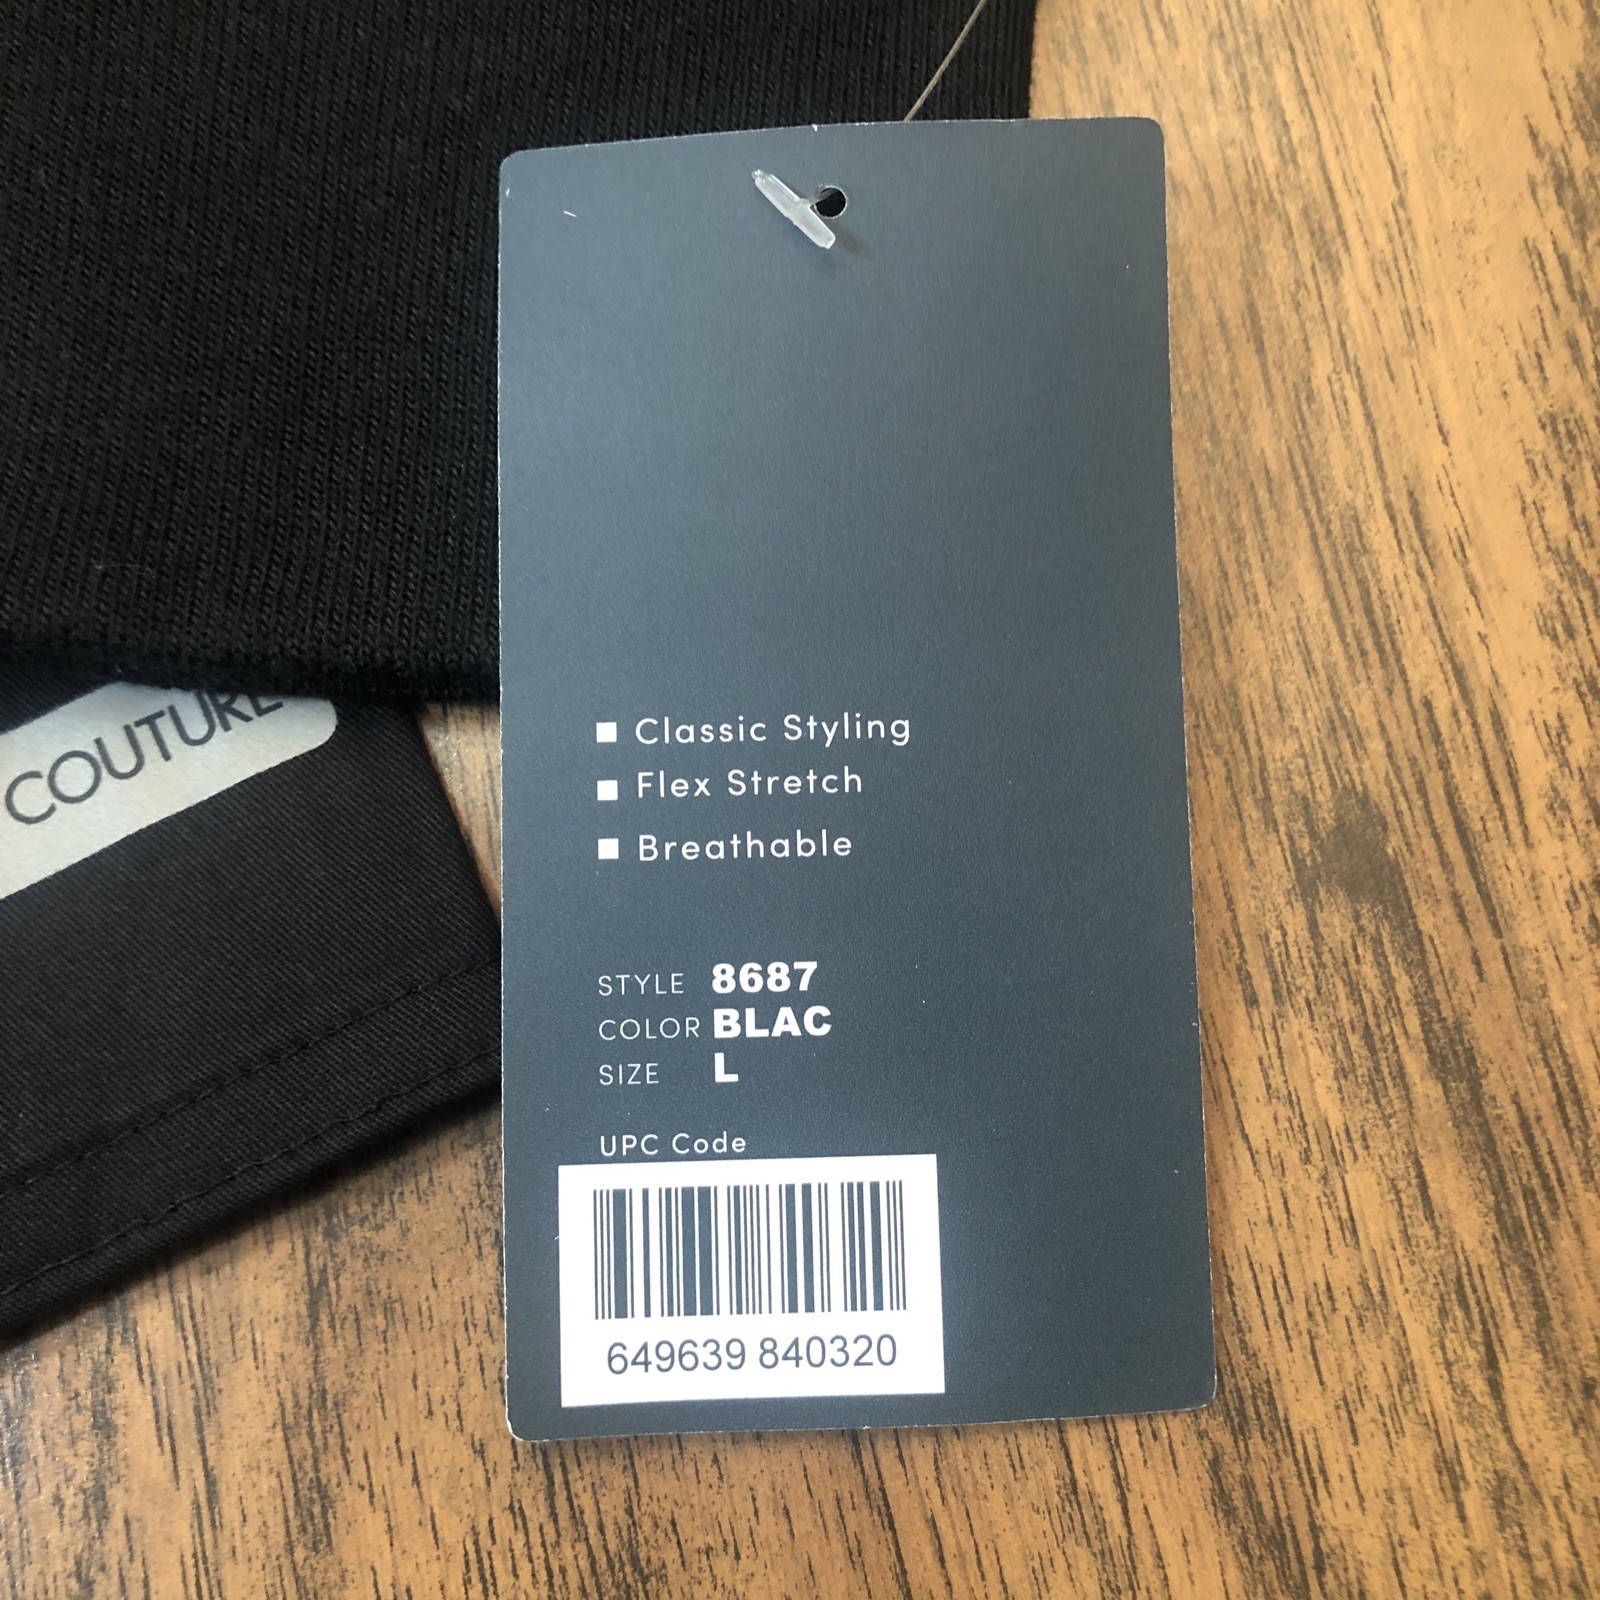 COUTURE
Classic Styling
Flex Stretch
Breathable
STYLE 8687
COLOR BLAC
SIZE L
UPC Code
649639 840320